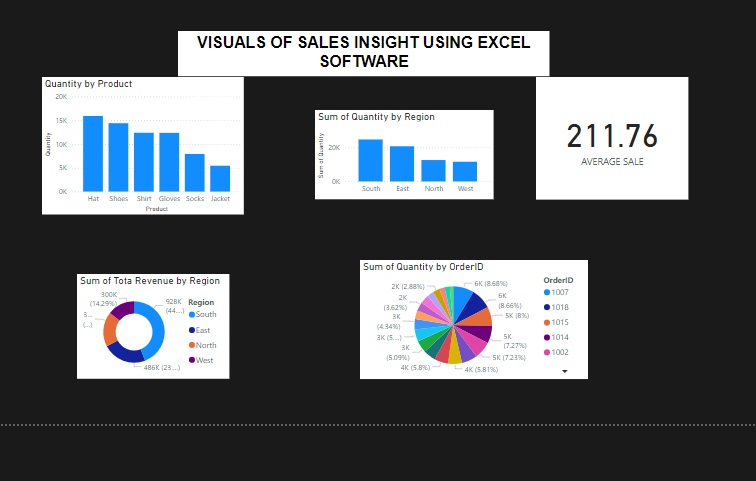 VISUALS OF SALES INSIGHT USING EXCEL
SOFTWARE
Quantity by Product
Quantity
20K
15K
10K
5K
0K
Hat Shoes Shirt Gloves Socks Jacket
Product
Sum of Quantity by Region
Sum of Quantity
20K
0K
South East North West
211.76
AVERAGE SALE
Sum of Tota Revenue by Region
300K
(14.29%)
3...
(...)
928K
(44....)
486K (23....)
Region
South
East
North
West
Sum of Quantity by OrderID
6K (8.68%)
6K
(8.66%)
5K (8%)
5K
(7.27%)
5K (7.23%)
4K (5.81%)
4K (5.8%)
3K
(5.09%)
3K (5....)
3K
(4.34%)
2K
(3.62%)
2K (2.88%)
OrderID
1007
1018
1015
1014
1002